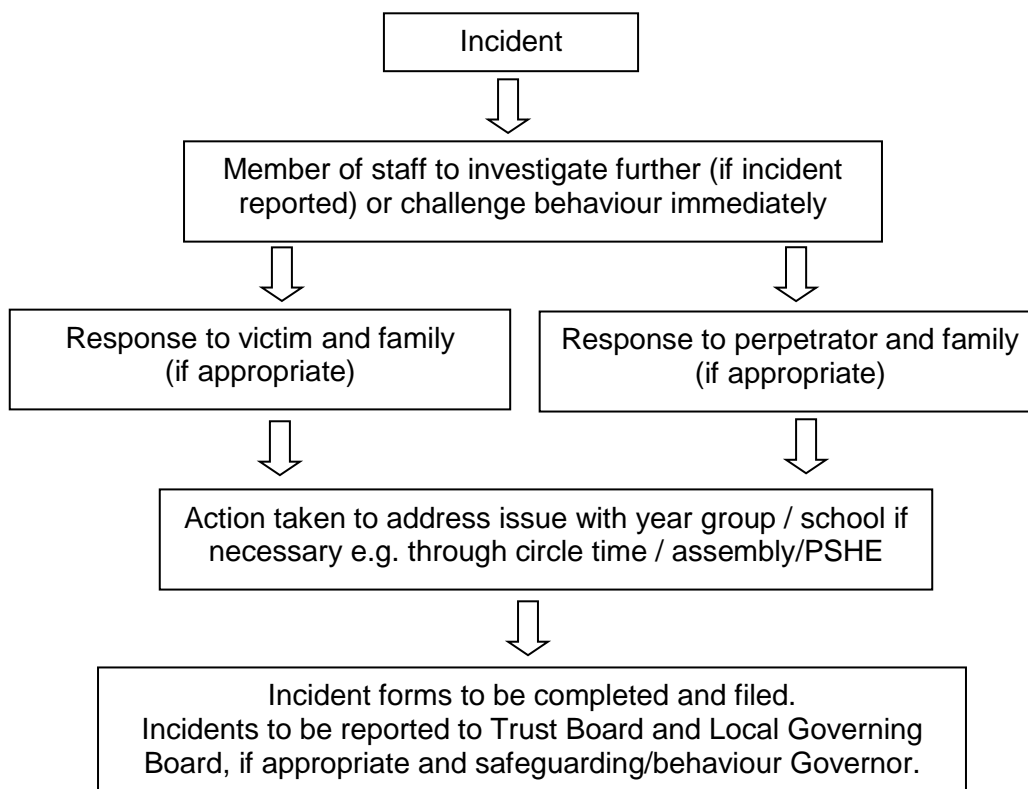 Incident
Member of staff to investigate further (if incident
reported) or challenge behaviour immediately
Response to victim and family
(if appropriate)
Response to perpetrator and family
(if appropriate)
Action taken to address issue with year group / school if
necessary e.g. through circle time / assembly/PSHE
Incident forms to be completed and filed.
Incidents to be reported to Trust Board and Local Governing
Board, if appropriate and safeguarding/behaviour Governor.